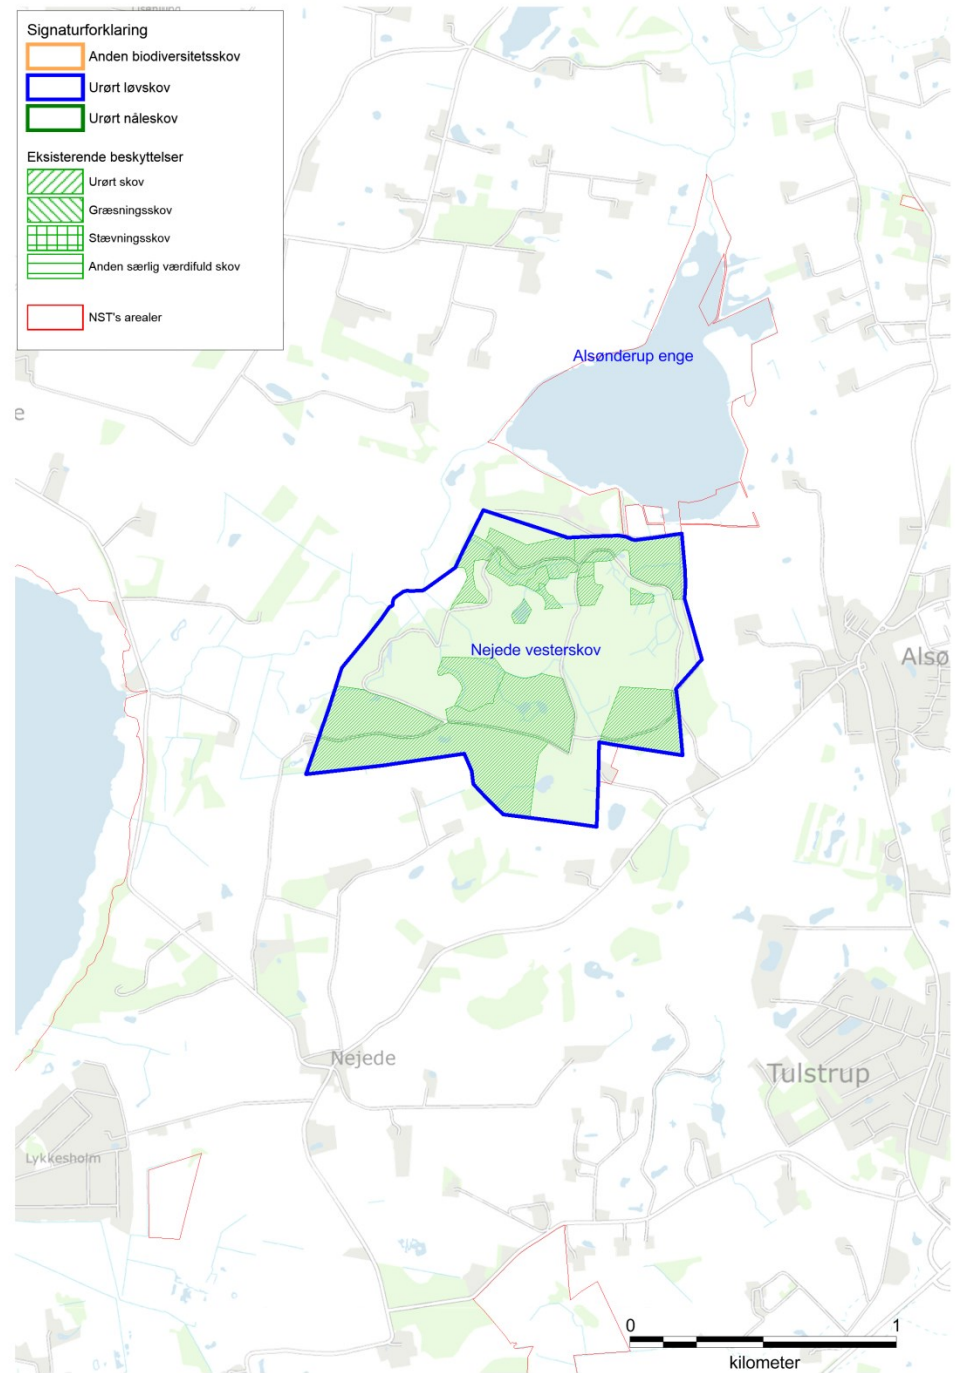 Signaturforklaring
Anden biodiversitetsskov
Urørt løvskov
Urørt nåleskov
Eksisterende beskyttelser
Urørt skov
Græsningsskov
Stævningsskov
Anden særlig værdifuld skov
NST's arealer
Alsønderup enge
e
Nejede vesterskov
Alsø
Nejede
Tulstrup
Lykkesholm
0 1
kilometer